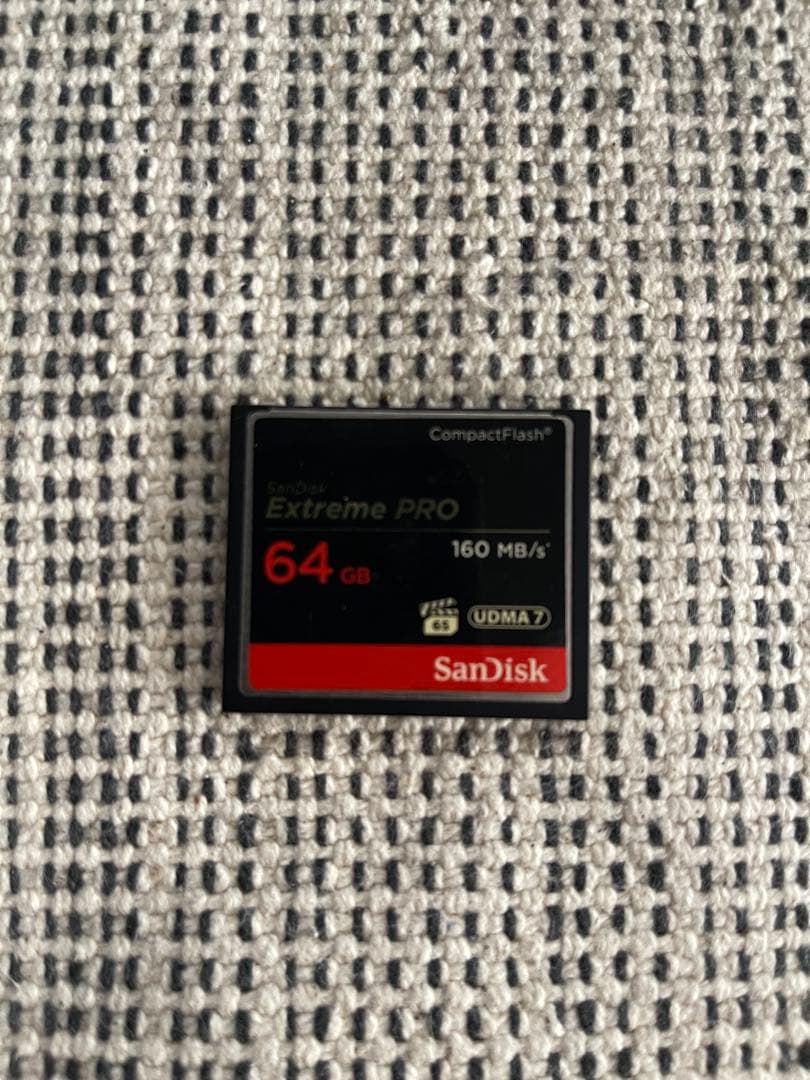 CompactFlash®
SanDisk
Extreme PRO
160 MB/s*
64 GB
65 UDMA 7
SanDisk